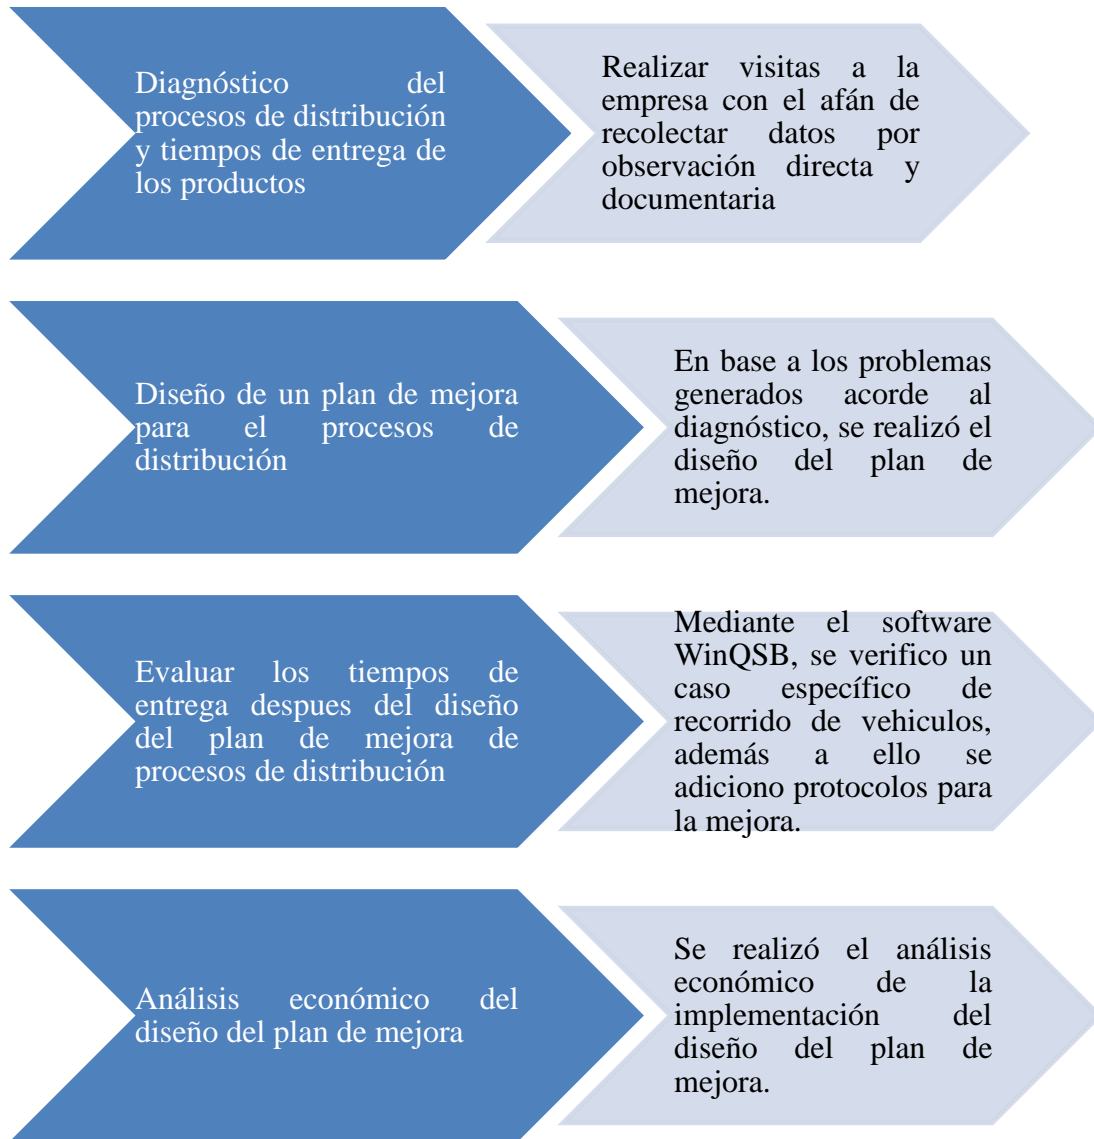 Diagnóstico del
procesos de distribución
y tiempos de entrega de
los productos
Realizar visitas a la
empresa con el afán de
recolectar datos por
observación directa y
documentaria
Diseño de un plan de mejora
para el procesos de
distribución
En base a los problemas
generados acorde al
diagnóstico, se realizó el
diseño del plan de
mejora.
Evaluar los tiempos de
entrega despues del diseño
del plan de mejora de
procesos de distribución
Mediante el software
WinQSB, se verifico un
caso específico de
recorrido de vehiculos,
además a ello se
adiciono protocolos para
la mejora.
Análisis económico del
diseño del plan de mejora
Se realizó el análisis
económico de la
implementación del
diseño del plan de
mejora.